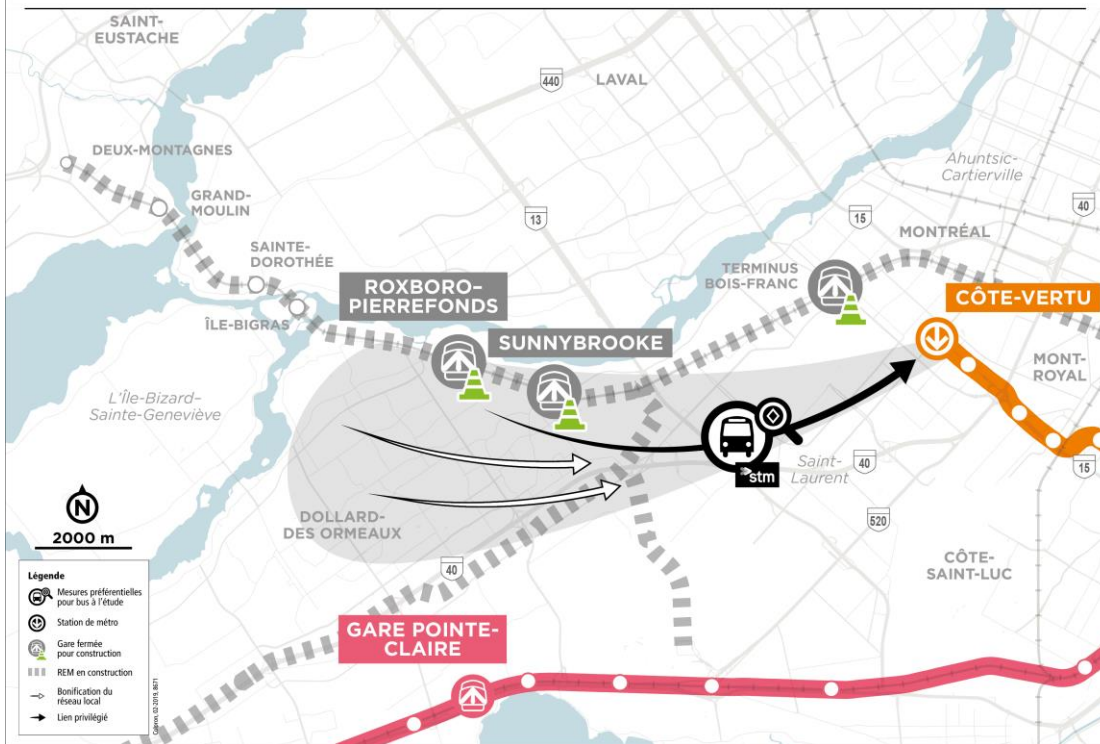 SAINT-
EUSTACHE
440
LAVAL
DEUX-MONTAGNES
GRAND-
MOULIN
13
15
Ahuntsic-
Cartierville
40
MONTRÉAL
SAINTE-
DOROTHÉE
TERMINUS
BOIS-FRANC
ROXBORO-
PIERREFONDS
CÔTE-VERTU
ÎLE-BIGRAS
SUNNYBROOKE
MONT-
ROYAL
L'Île-Bizard–
Sainte-Geneviève
stm
Saint-
Laurent
40
15
N
2000 m
DOLLARD-
DES ORMEAUX
520
40
CÔTE-
SAINT-LUC
GARE POINTE-
CLAIRE
Légende
Mesures préférentielles
pour bus à l'étude
Station de métro
Gare fermée
pour construction
REM en construction
Bonification du
réseau local
Lien privilégié